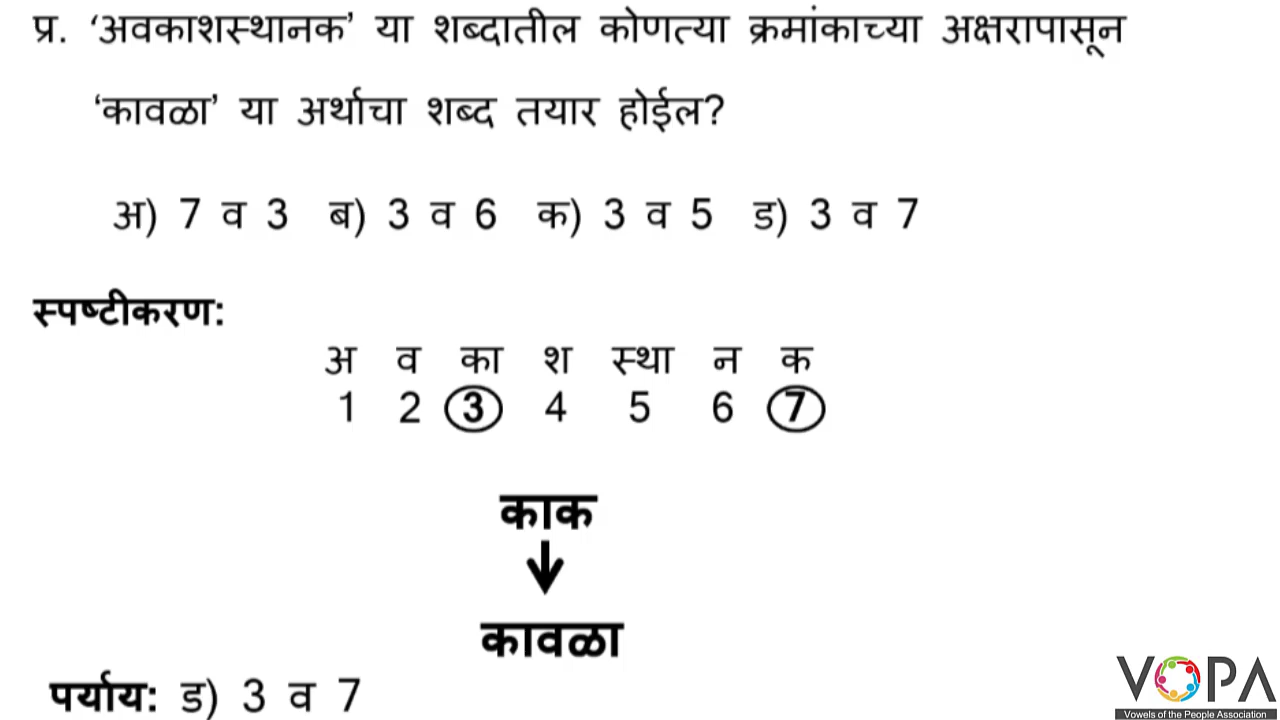 प्र. ‘अवकाशस्थानक’ या शब्दातील कोणत्या क्रमांकाच्या अक्षरापासून
‘कावळा’ या अर्थाचा शब्द तयार होईल?
अ) 7 व 3 ब) 3 व 6 क) 3 व 5 ड) 3 व 7
स्पष्टीकरण:
अ व का श स्था न क
1 2 3 4 5 6 7
काक
कावळा
पर्याय: ड) 3 व 7
VOPA
Vowels of the People Association